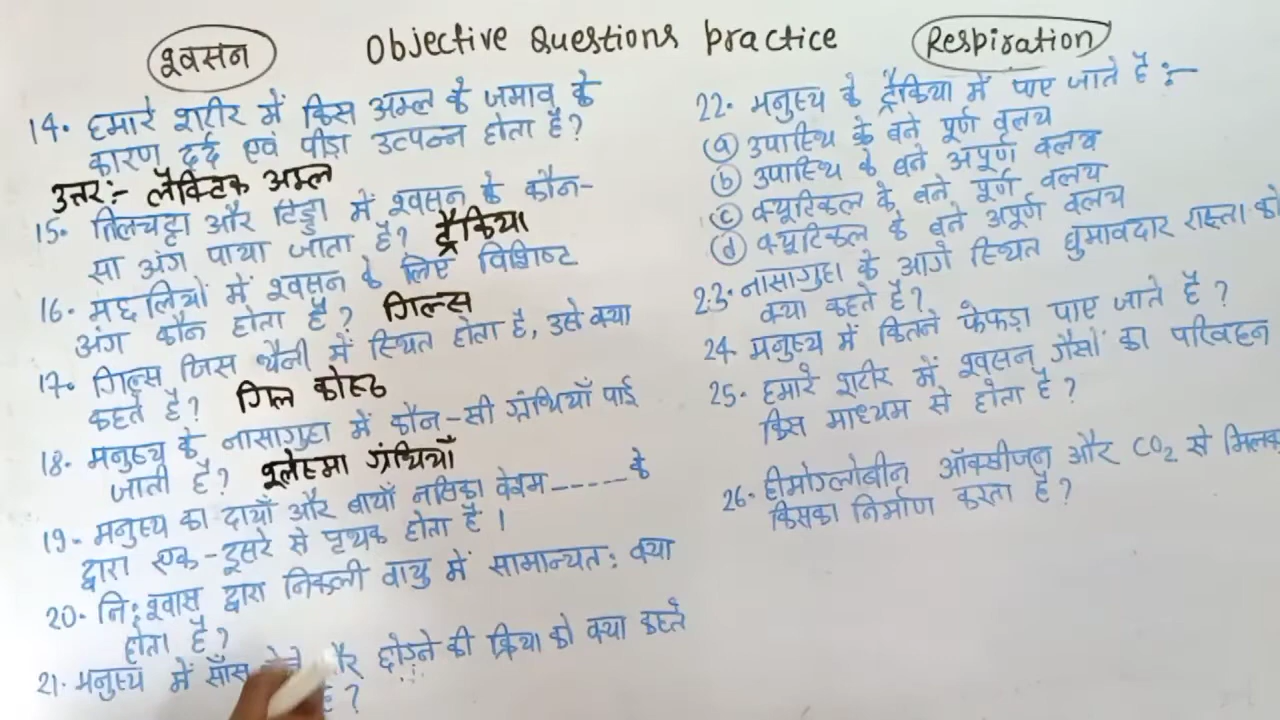 श्वसन Objective Questions practice Respiration
14. हमारे शरीर में किस अम्ल के जमाव के
कारण दर्द एवं पीड़ा उत्पन्न होता है?
उत्तर:- लैक्टिक अम्ल
15. तिलचट्टा और टिड्डा में श्वसन के कौन-
सा अंग पाया जाता है? ट्रैकिया
16. मछलियों में श्वसन के लिए विशिष्ट
अंग कौन होता है? गिल्स
17. गिल्स जिस थैली में स्थित होता है, उसे क्या
कहते है? गिल कोष्ठ
18. मनुष्य के नासागुहा में कौन-सी ग्रंथियाँ पाई
जाती है? श्लेष्मा ग्रंथियाँ
19. मनुष्य का दायाँ और बायाँ नासिका वेश्म ----- के
द्वारा एक-दूसरे से पृथक होता है।
20. नि:श्वास द्वारा निकली वायु में सामान्यत: क्या
होता है?
21. मनुष्य में साँस और छोड़ने की क्रिया को क्या कहते
है?
22. मनुष्य के ट्रैकिया में पाए जाते है:-
(a) उपास्थि के बने पूर्ण वलय
(b) उपास्थि के बने अपूर्ण वलय
(c) क्यूटिकल के बने पूर्ण वलय
(d) क्यूटिकल के बने अपूर्ण वलय
23. नासागुहा के आगे स्थित घुमावदार रास्ता को
क्या कहते है?
24. मनुष्य में कितने फेफड़ा पाए जाते है?
25. हमारे शरीर में श्वसन गैसों का परिवहन
किस माध्यम से होता है?
26. हीमोग्लोबीन ऑक्सीजन और CO₂ से मिलक
किसका निर्माण करता है?